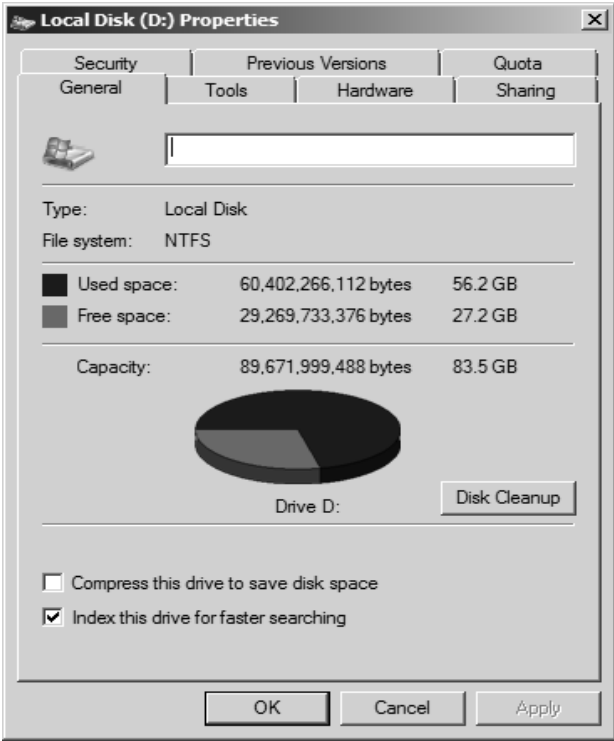 Local Disk (D:) Properties
Security Previous Versions Quota
General Tools Hardware Sharing
Type: Local Disk
File system: NTFS
Used space: 60,402,266,112 bytes 56.2 GB
Free space: 29,269,733,376 bytes 27.2 GB
Capacity: 89,671,999,488 bytes 83.5 GB
Drive D: Disk Cleanup
Compress this drive to save disk space
Index this drive for faster searching
OK Cancel Apply